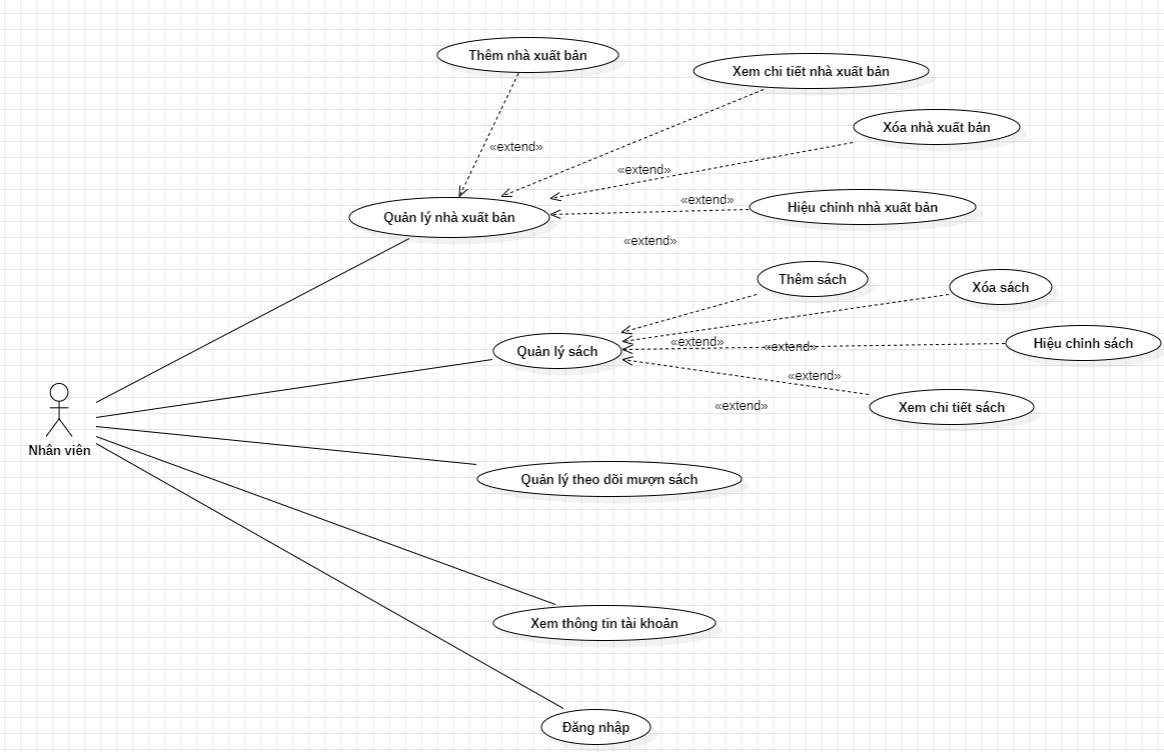 Thêm nhà xuất bản
Xem chi tiết nhà xuất bản
Xóa nhà xuất bản
«extend»
«extend»
«extend»
Hiệu chỉnh nhà xuất bản
Quản lý nhà xuất bản
«extend»
Thêm sách
Xóa sách
«extend»
«extend»
Hiệu chỉnh sách
Quản lý sách
«extend»
«extend»
Xem chi tiết sách
Nhân viên
Quản lý theo dõi mượn sách
Xem thông tin tài khoản
Đăng nhập